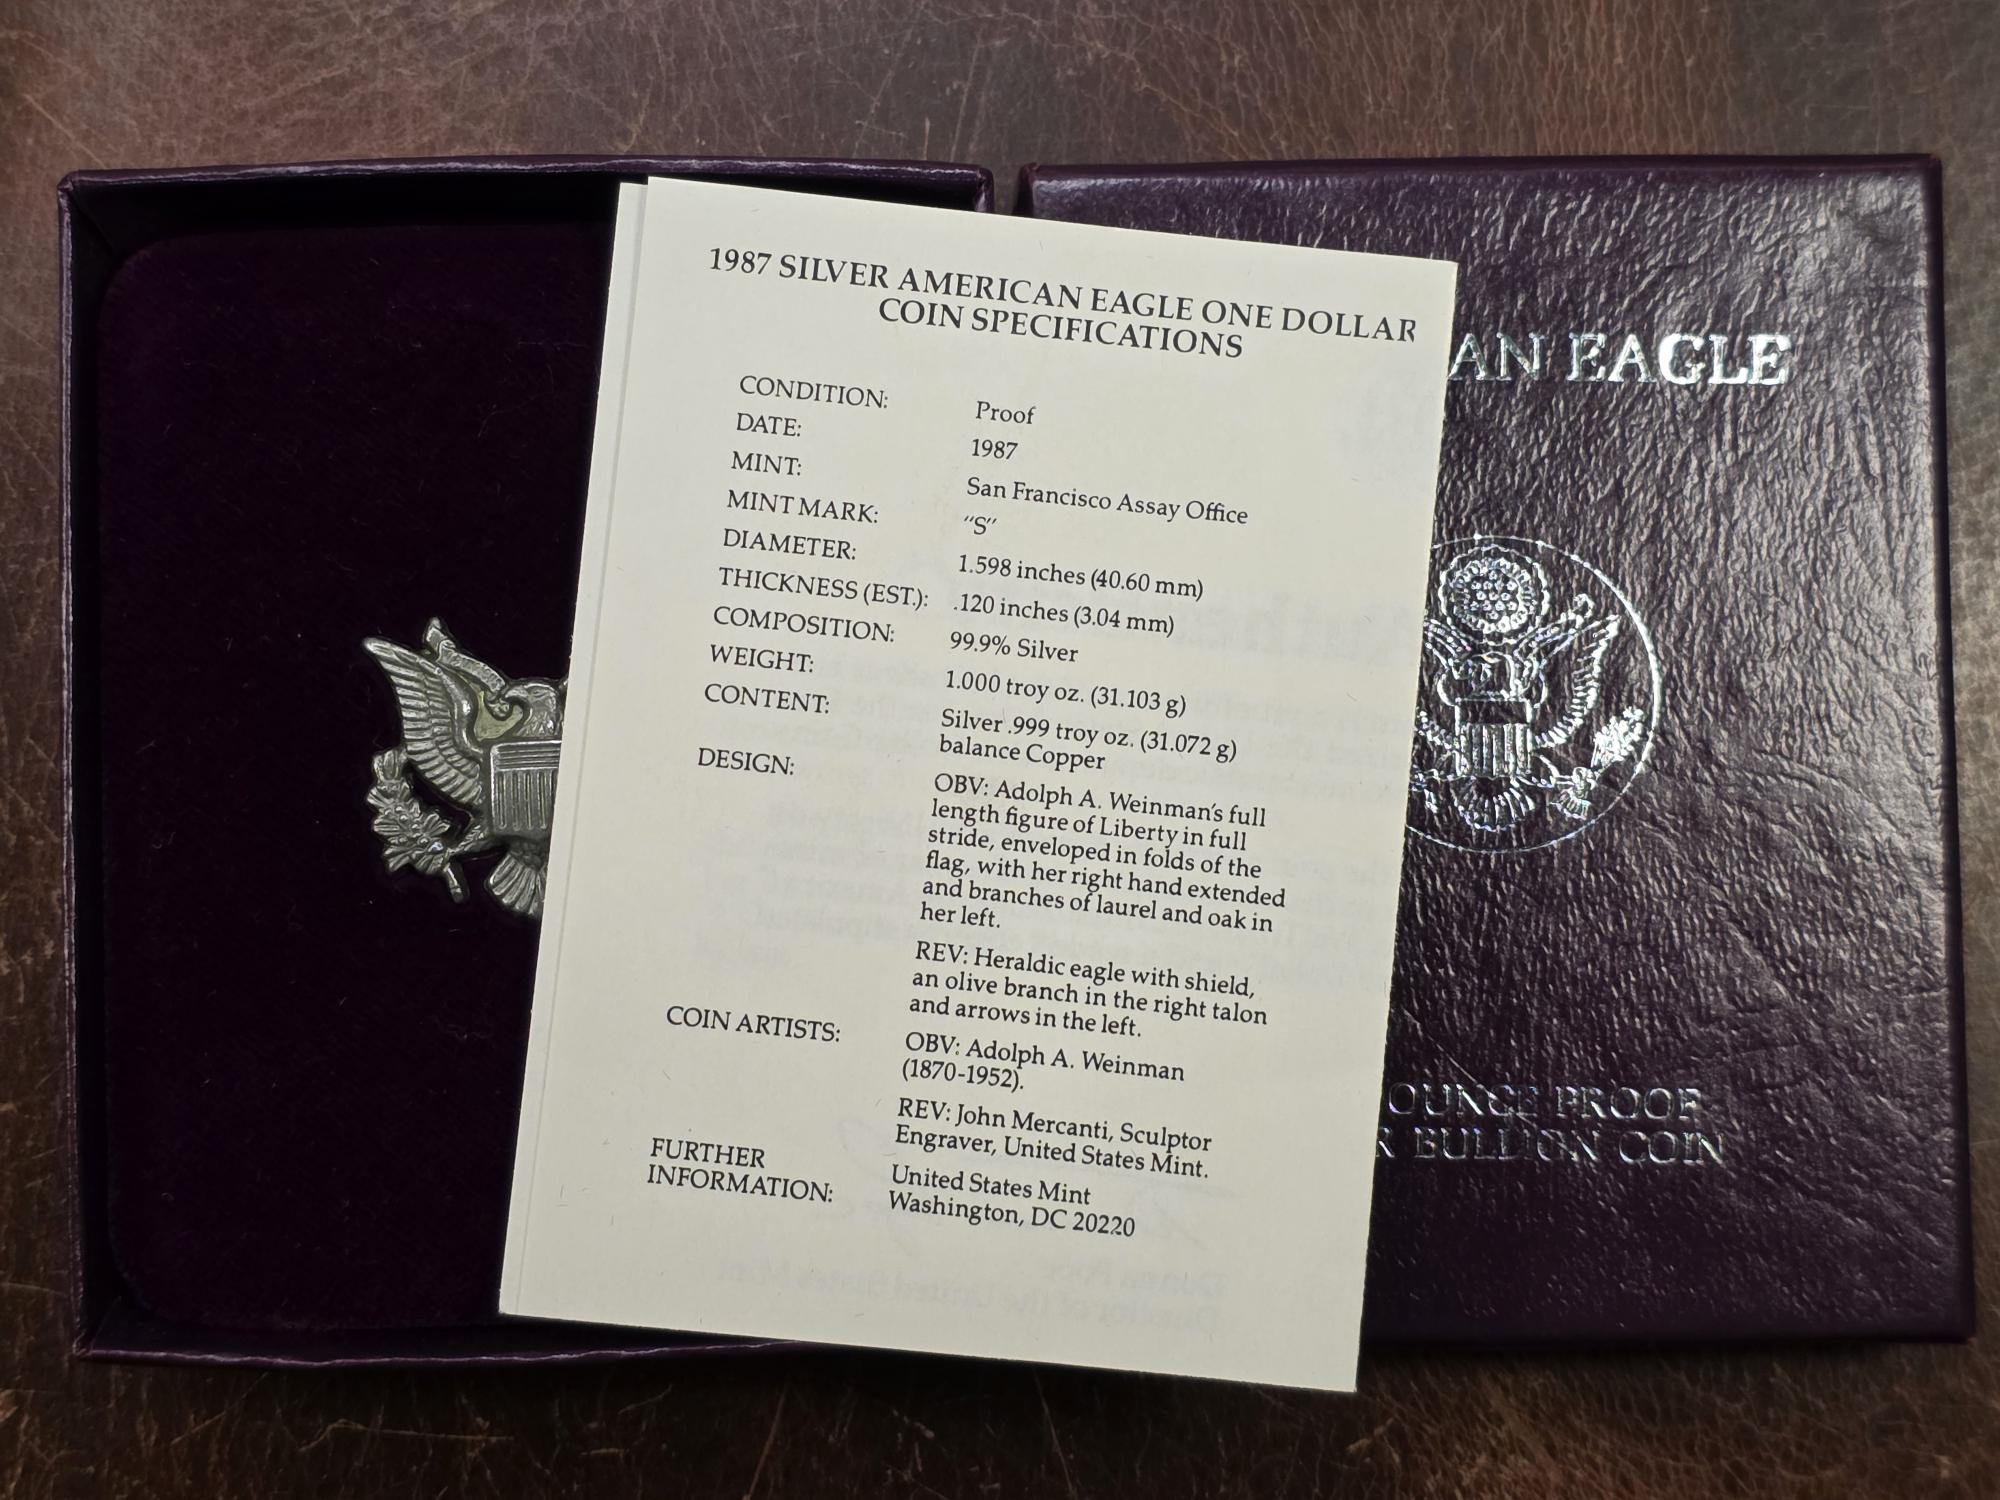 1987 SILVER AMERICAN EAGLE ONE DOLLAR
COIN SPECIFICATIONS
CONDITION: Proof
DATE: 1987
MINT: San Francisco Assay Office
MINT MARK: "S"
DIAMETER: 1.598 inches (40.60 mm)
THICKNESS (EST.): .120 inches (3.04 mm)
COMPOSITION: 99.9% Silver
WEIGHT: 1.000 troy oz. (31.103 g)
CONTENT: Silver .999 troy oz. (31.072 g)
balance Copper
DESIGN: OBV: Adolph A. Weinman's full
length figure of Liberty in full
stride, enveloped in folds of the
flag, with her right hand extended
and branches of laurel and oak in
her left.
REV: Heraldic eagle with shield,
an olive branch in the right talon
and arrows in the left.
COIN ARTISTS: OBV: Adolph A. Weinman
(1870-1952).
REV: John Mercanti, Sculptor
Engraver, United States Mint.
FURTHER
INFORMATION: United States Mint
Washington, DC 20220
AN EAGLE
OUNCE PROOF
R BULLION COIN